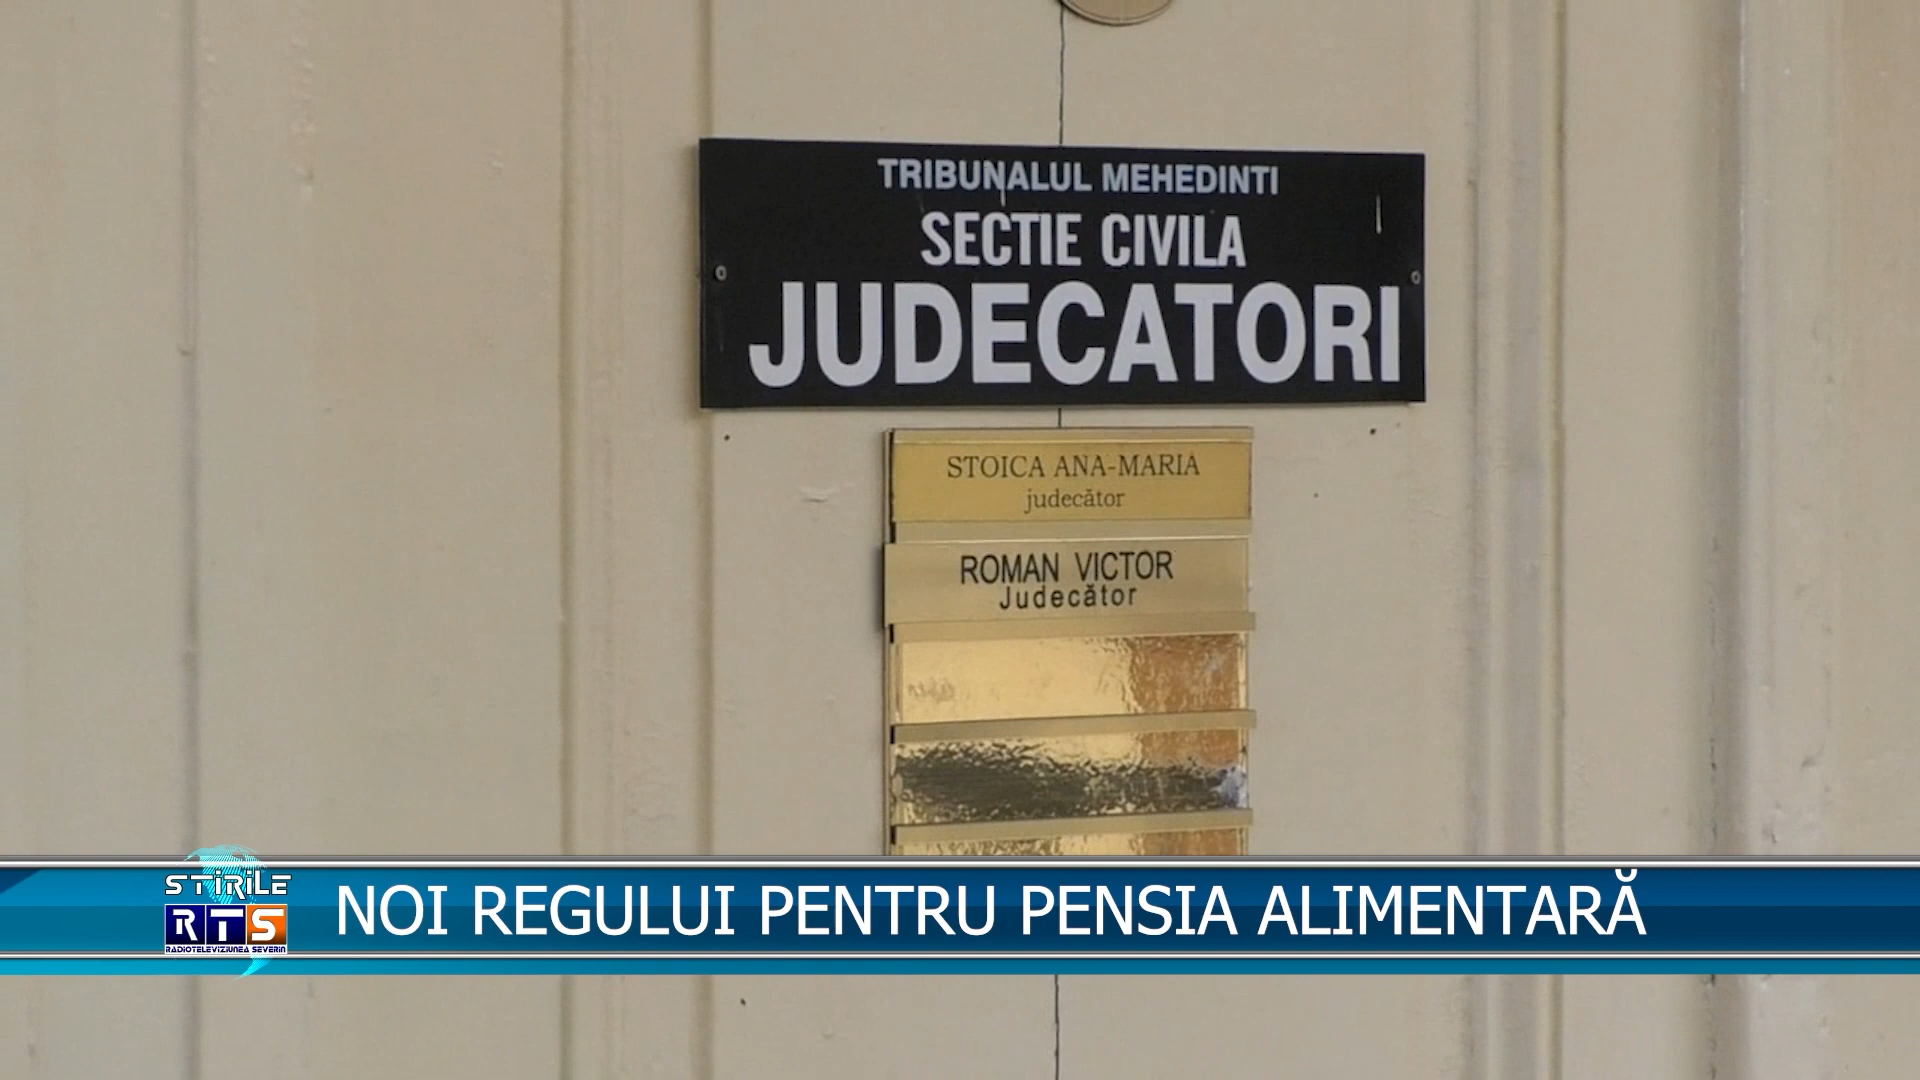 TRIBUNALUL MEHEDINTI
SECTIE CIVILA
JUDECATORI
STOICA ANA-MARIA
judecător
ROMAN VICTOR
Judecător
STIRILE
RTS
RADIOTELEVIZIUNEA SEVERIN
NOI REGULUI PENTRU PENSIA ALIMENTARĂ